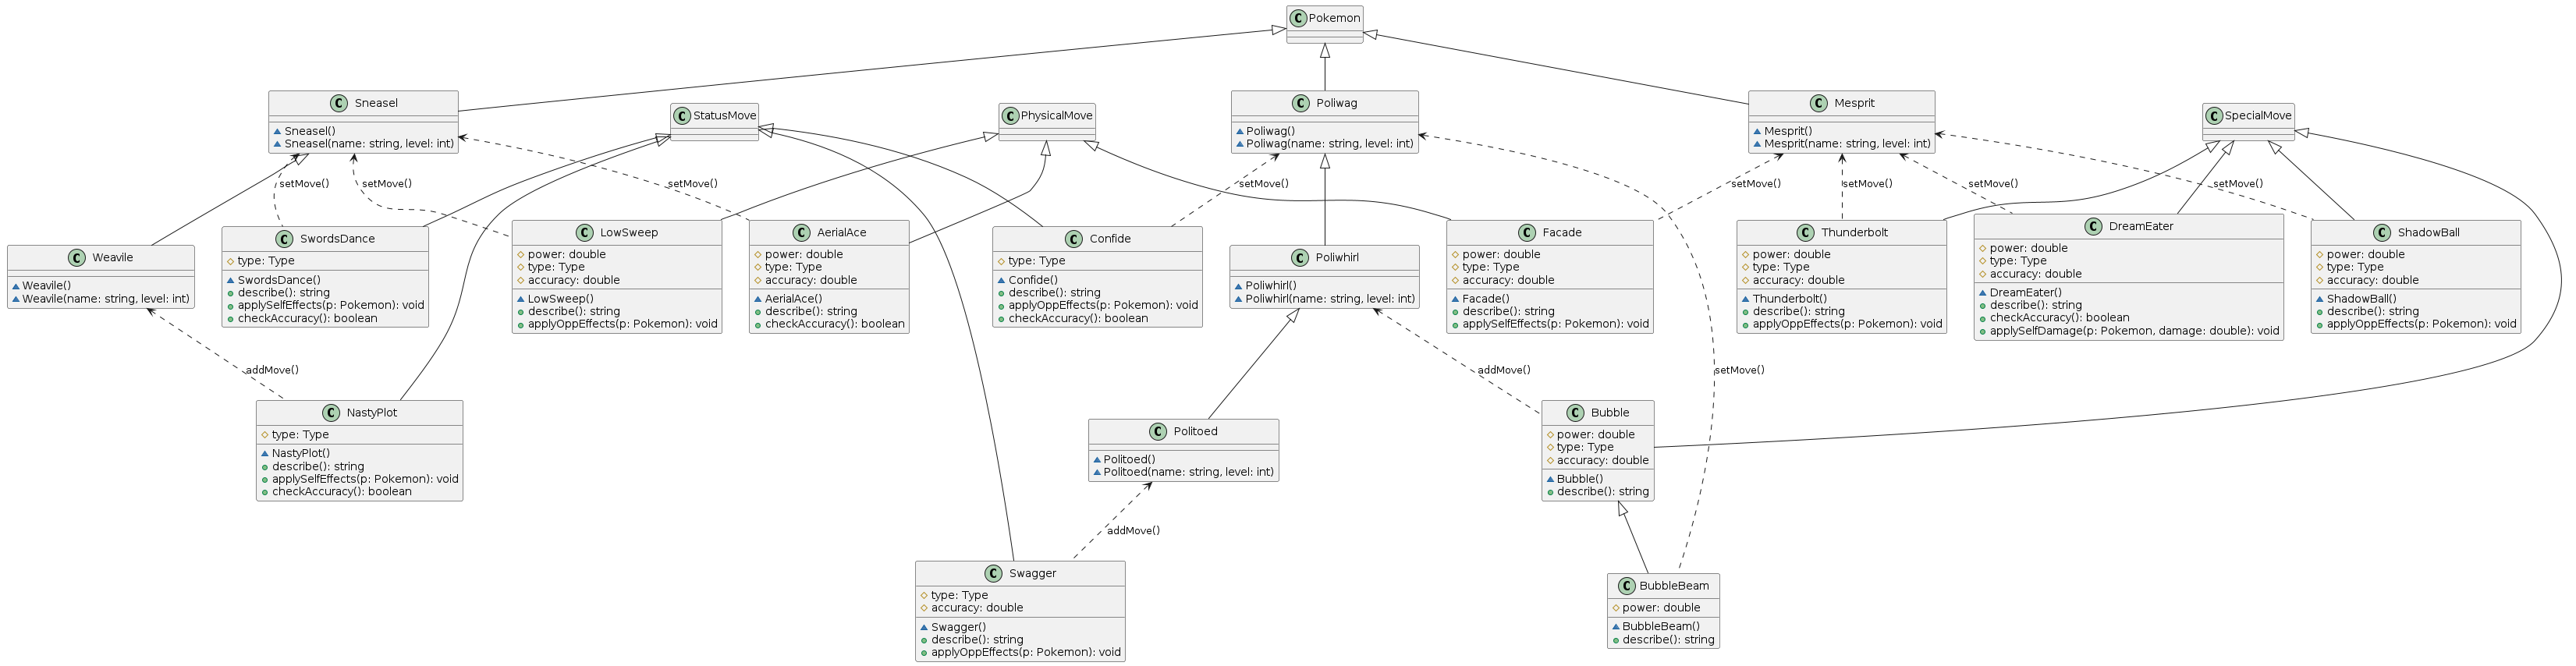 Pokemon
Sneasel
Sneasel()
Sneasel(name: string, level: int)
StatusMove
PhysicalMove
Poliwag
Poliwag()
Poliwag(name: string, level: int)
Mesprit
Mesprit()
Mesprit(name: string, level: int)
SpecialMove
setMove()
setMove()
setMove()
setMove()
setMove()
setMove()
setMove()
setMove()
Weavile
Weavile()
Weavile(name: string, level: int)
SwordsDance
type: Type
SwordsDance()
describe(): string
applySelfEffects(p: Pokemon): void
checkAccuracy(): boolean
LowSweep
power: double
type: Type
accuracy: double
LowSweep()
describe(): string
applyOppEffects(p: Pokemon): void
AerialAce
power: double
type: Type
accuracy: double
AerialAce()
describe(): string
checkAccuracy(): boolean
Confide
type: Type
Confide()
describe(): string
applyOppEffects(p: Pokemon): void
checkAccuracy(): boolean
Poliwhirl
Poliwhirl()
Poliwhirl(name: string, level: int)
Facade
power: double
type: Type
accuracy: double
Facade()
describe(): string
applySelfEffects(p: Pokemon): void
Thunderbolt
power: double
type: Type
accuracy: double
Thunderbolt()
describe(): string
applyOppEffects(p: Pokemon): void
DreamEater
power: double
type: Type
accuracy: double
DreamEater()
describe(): string
checkAccuracy(): boolean
applySelfDamage(p: Pokemon, damage: double): void
ShadowBall
power: double
type: Type
accuracy: double
ShadowBall()
describe(): string
applyOppEffects(p: Pokemon): void
addMove()
addMove()
setMove()
NastyPlot
type: Type
NastyPlot()
describe(): string
applySelfEffects(p: Pokemon): void
checkAccuracy(): boolean
Politoed
Politoed()
Politoed(name: string, level: int)
Bubble
power: double
type: Type
accuracy: double
Bubble()
describe(): string
addMove()
Swagger
type: Type
accuracy: double
Swagger()
describe(): string
applyOppEffects(p: Pokemon): void
BubbleBeam
power: double
BubbleBeam()
describe(): string